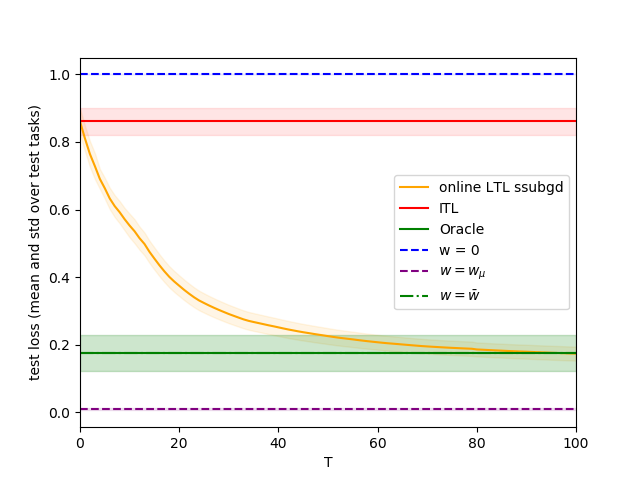 test loss (mean and std over test tasks)
1.0
0.8
0.6
0.4
0.2
0.0
online LTL ssubgd
ITL
Oracle
w = 0
w = w_μ
w = w̄
0 20 40 60 80 100
T